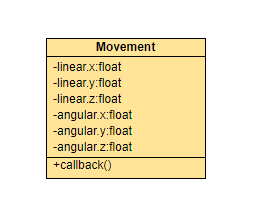 Movement
-linear.x:float
-linear.y:float
-linear.z:float
-angular.x:float
-angular.y:float
-angular.z:float
+callback()